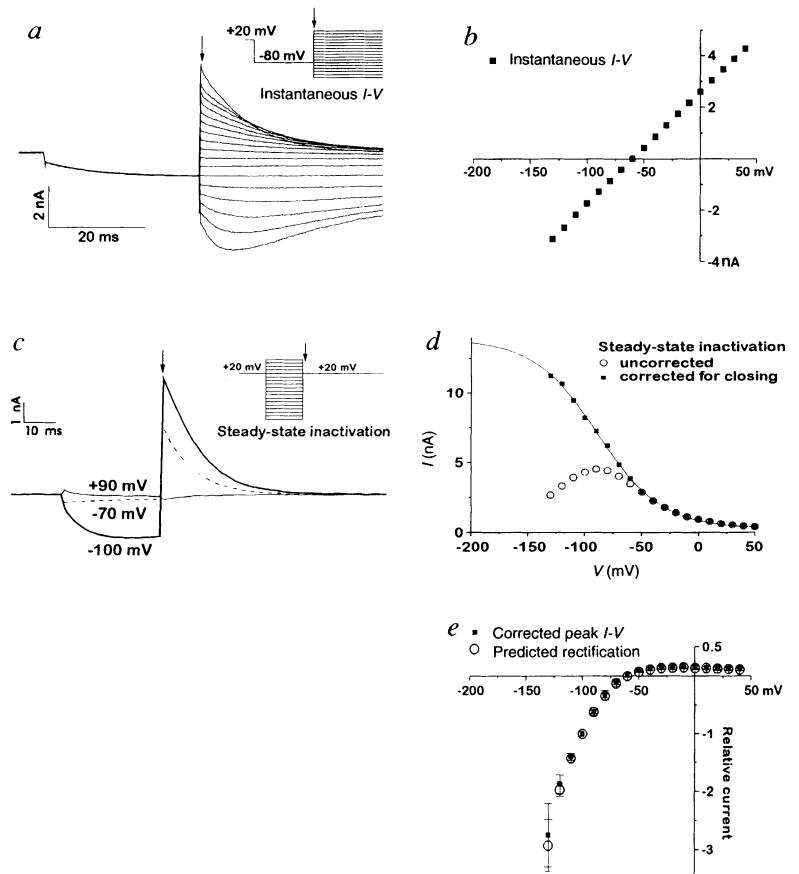 a
+20 mV
-80 mV
Instantaneous I-V
2 nA
20 ms
b
Instantaneous I-V
4
2
-200 -150 -100 -50 50 mV
-2
-4 nA
c
1 nA
10 ms
+20 mV +20 mV
Steady-state inactivation
+90 mV
-70 mV
-100 mV
d
Steady-state inactivation
uncorrected
corrected for closing
10
5
0
I (nA)
-200 -150 -100 -50 0 50
V (mV)
e
Corrected peak I-V
Predicted rectification
0.5
-200 -150 -100 -50 50 mV
-1
-2
-3
Relative current